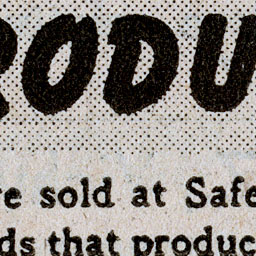 RODU
re sold at Safe
ds that produc